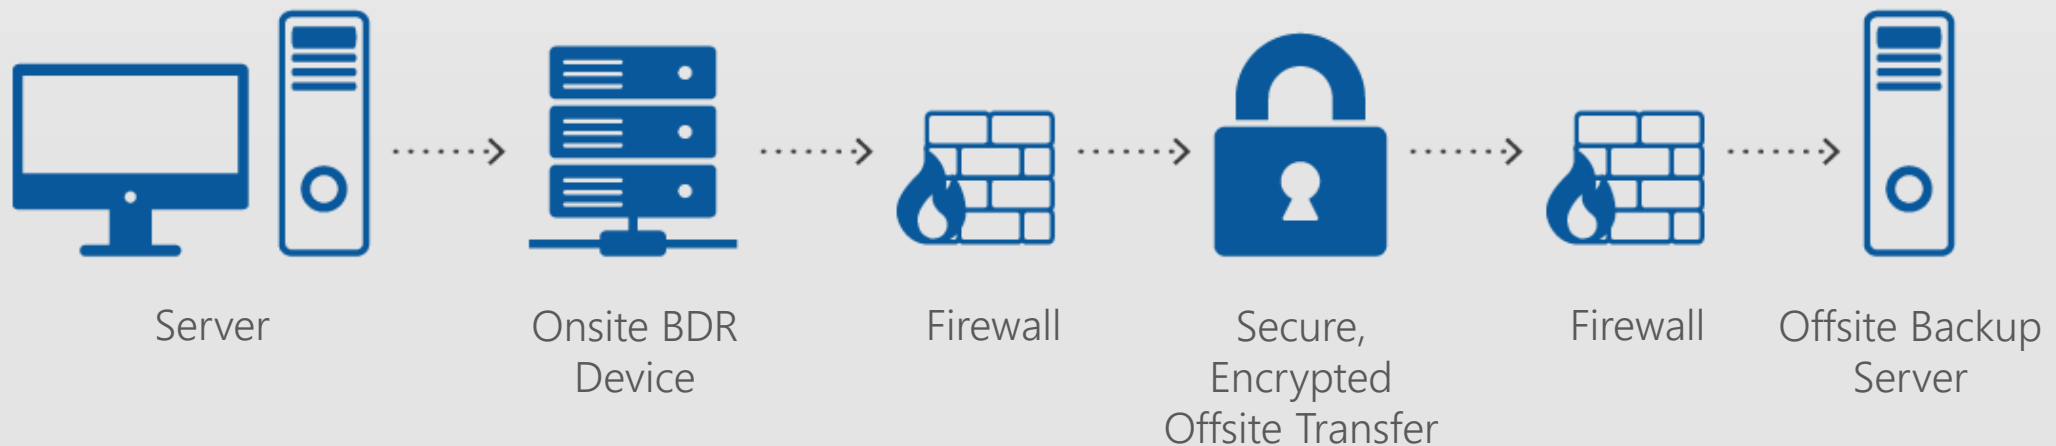 Server
Onsite BDR
Device
Firewall
Secure,
Encrypted
Offsite Transfer
Firewall
Offsite Backup
Server